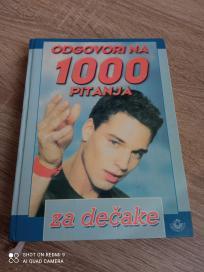 ODGOVORI NA
1000
PITANJA
za dečake
SHOT ON REDMI 9
AI QUAD CAMERA